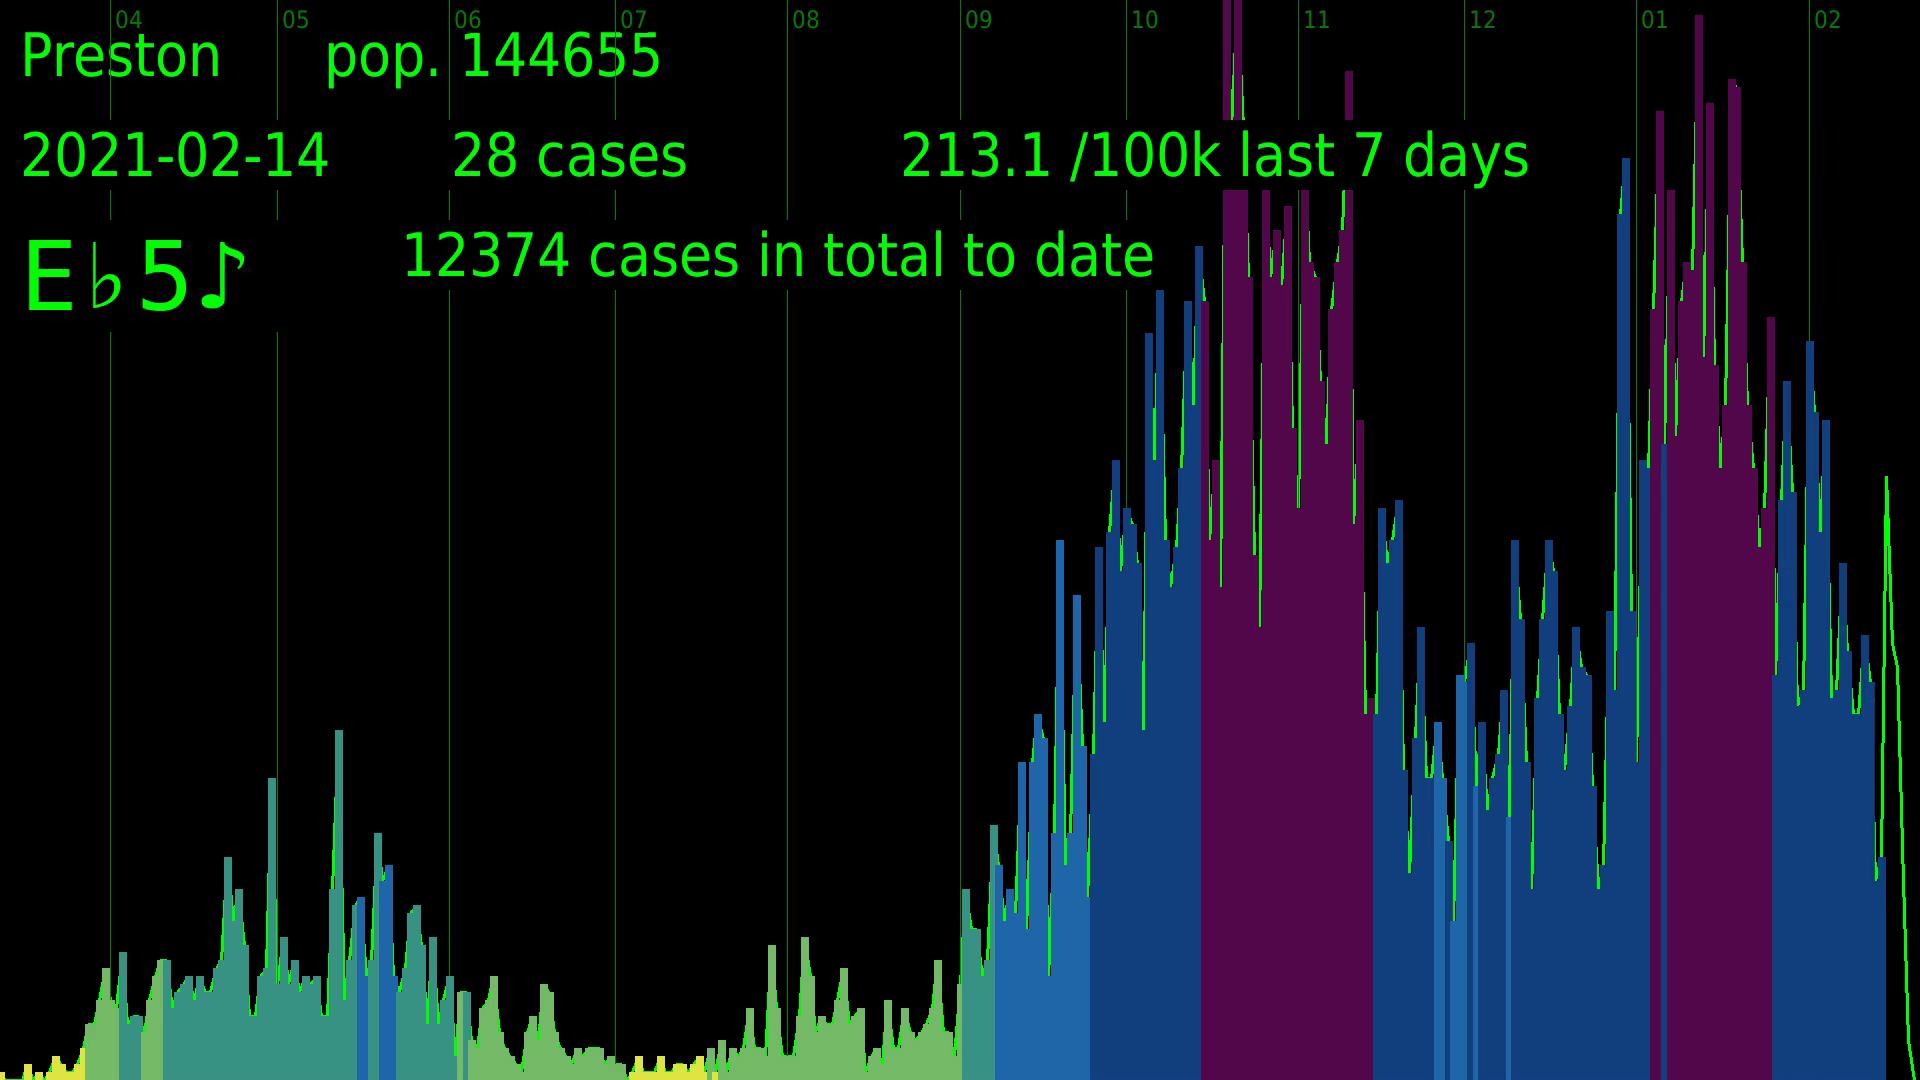 04 05 06 07 08 09 10 11 12 01 02
Preston pop. 144655
2021-02-14 28 cases 213.1 /100k last 7 days
E♭5♪ 12374 cases in total to date